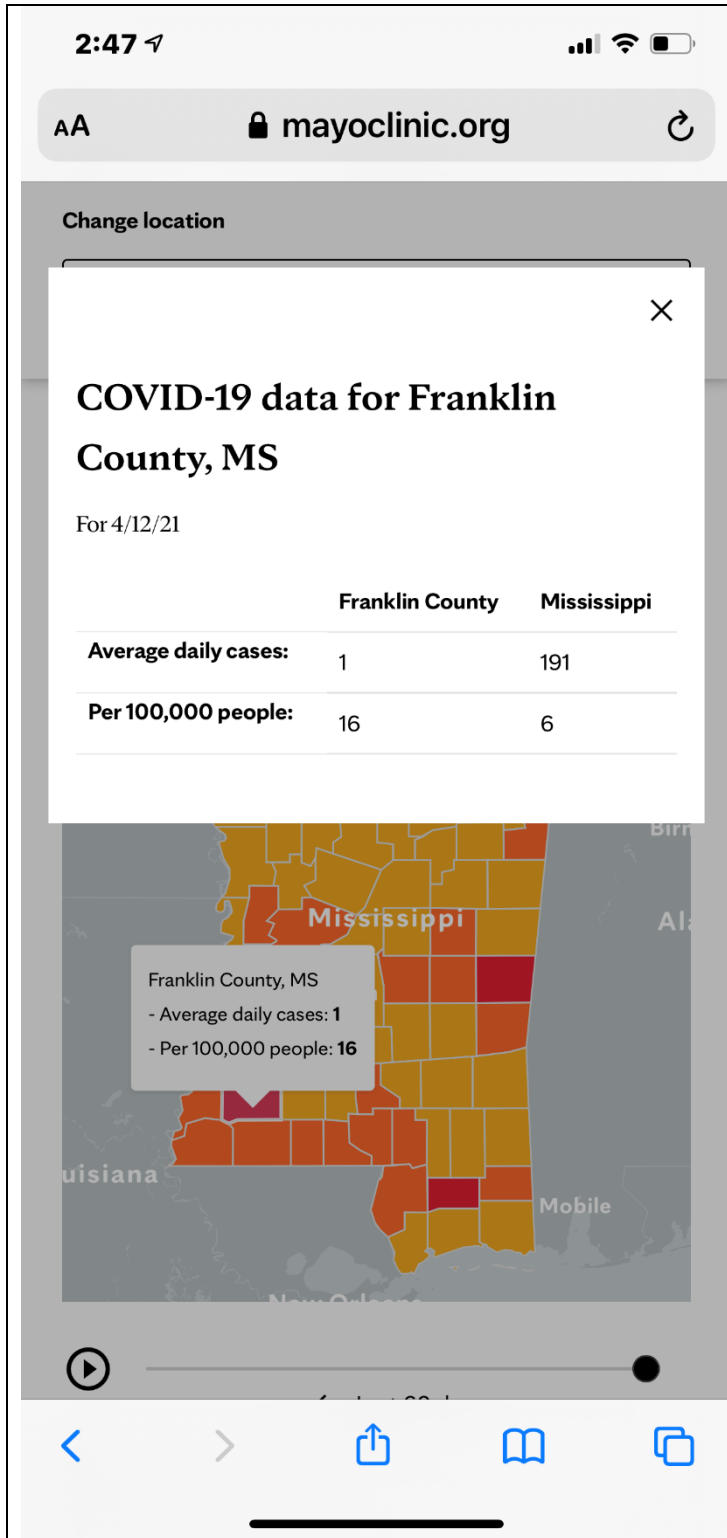 2:47
AA mayoclinic.org
Change location
COVID-19 data for Franklin
County, MS
For 4/12/21
Franklin County Mississippi
Average daily cases: 1 191
Per 100,000 people: 16 6
Mississippi
Franklin County, MS
- Average daily cases: 1
- Per 100,000 people: 16
uisiana
Mobile